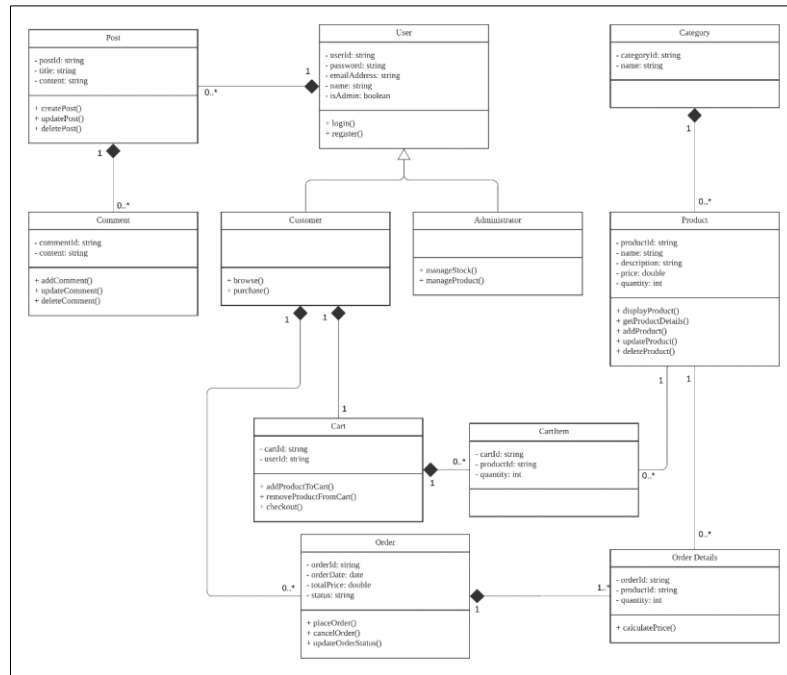 Post
- postId: string
- title: string
- content: string
+ createPost()
+ updatePost()
+ deletePost()
User
- userId: string
- password: string
- emailAddress: string
- name: string
- isAdmin: boolean
+ login()
+ register()
Category
- categoryId: string
- name: string
1
0..*
1
0..*
1
0..*
Comment
- commentId: string
- content: string
+ addComment()
+ updateComment()
+ deleteComment()
Customer
+ browse()
+ purchase()
Administrator
+ manageStock()
+ manageProduct()
Product
- productId: string
- name: string
- description: string
- price: double
- quantity: int
+ displayProduct()
+ getProductDetails()
+ addProduct()
+ updateProduct()
+ deleteProduct()
1
1
1
1
1
Cart
- cartId: string
- userId: string
+ addProductToCart()
+ removeProductFromCart()
+ checkout()
1
0..*
CartItem
- cartId: string
- productId: string
- quantity: int
0..*
0..*
Order
- orderId: string
- orderDate: date
- totalPrice: double
- status: string
+ placeOrder()
+ cancelOrder()
+ updateOrderStatus()
0..*
1
1..*
Order Details
- orderId: string
- productId: string
- quantity: int
+ calculatePrice()